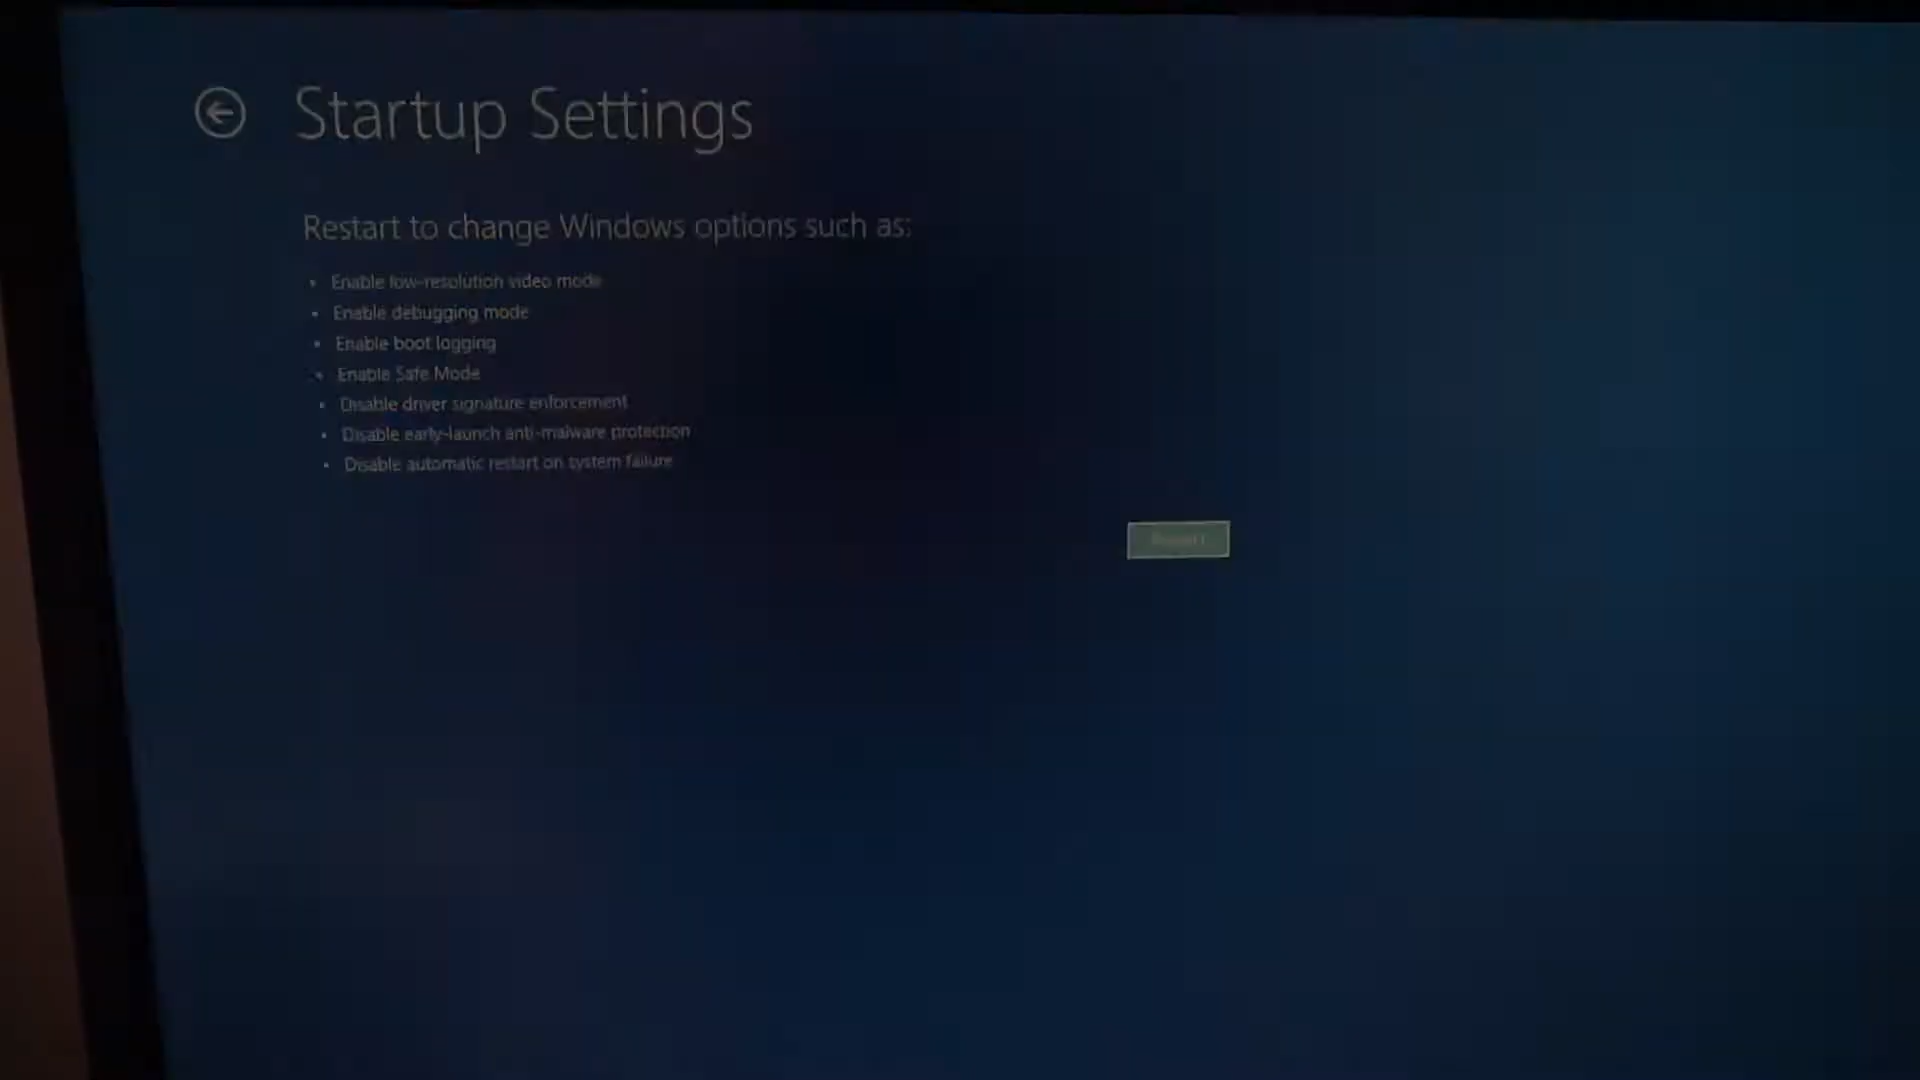 Startup Settings
Restart to change Windows options such as:
Enable low-resolution video mode
Enable debugging mode
Enable boot logging
Enable Safe Mode
Disable driver signature enforcement
Disable early-launch anti-malware protection
Disable automatic restart on system failure
Restart